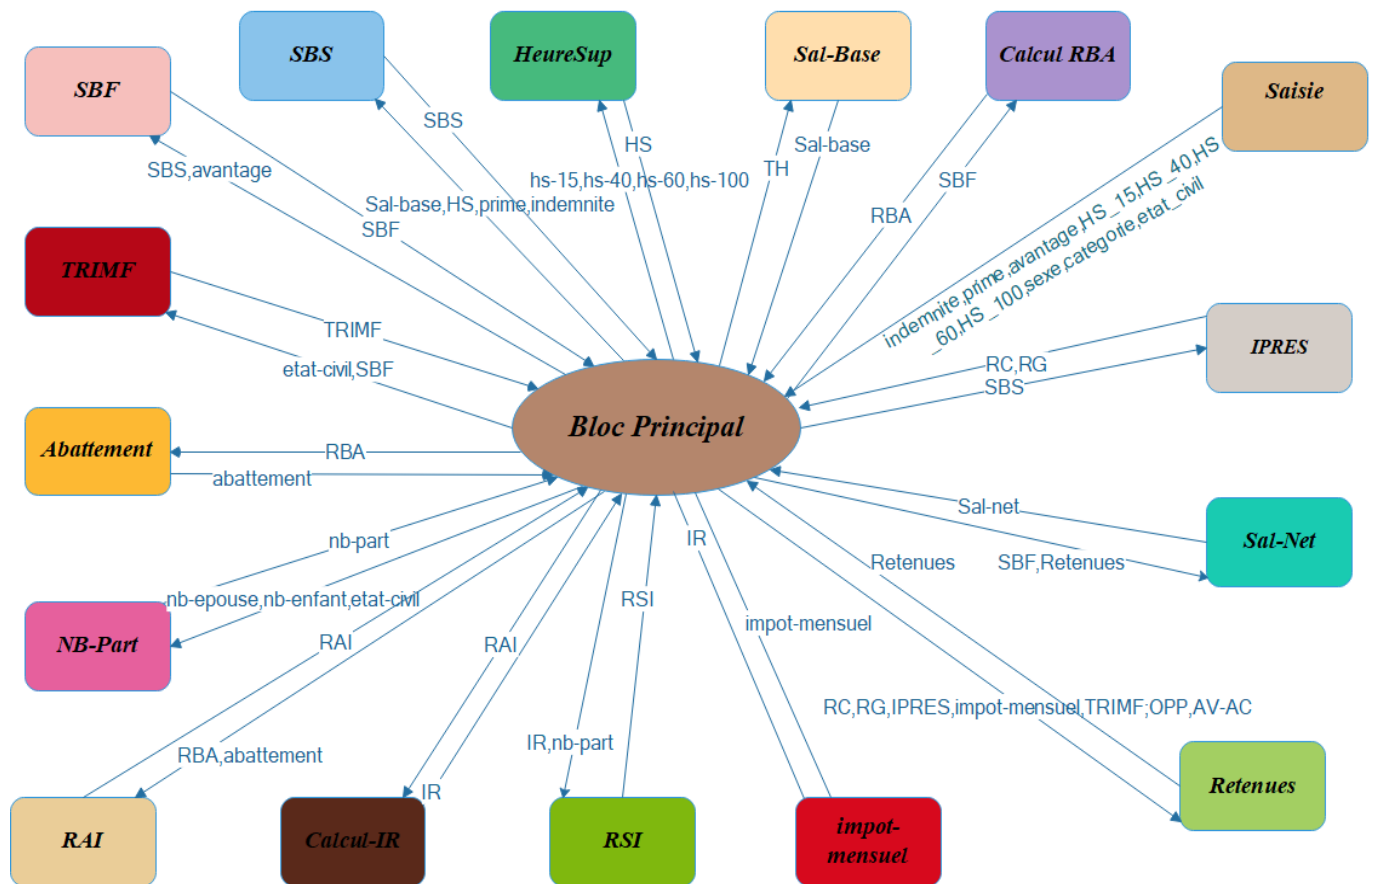 SBS
HeureSup
Sal-Base
Calcul RBA
Saisie
SBF
SBS
HS
Sal-base
SBS,avantage
TH
hs-15,hs-40,hs-60,hs-100
SBF
Sal-base,HS,prime,indemnite
RBA
SBF
indemnite,prime,avantage,HS_15,HS_40,HS
_60,HS_100,sexe,categorie,etat_civil
TRIMF
TRIMF
etat-civil,SBF
IPRES
RC,RG
SBS
Bloc Principal
Abattement
RBA
abattement
Sal-net
Sal-Net
nb-part
IR
Retenues
SBF,Retenues
nb-epouse,nb-enfant,etat-civil
RSI
NB-Part
RAI
RAI
impot-mensuel
RC,RG,IPRES,impot-mensuel,TRIMF;OPP,AV-AC
RBA,abattement
IR,nb-part
IR
Retenues
RAI
Calcul-IR
RSI
impot-
mensuel